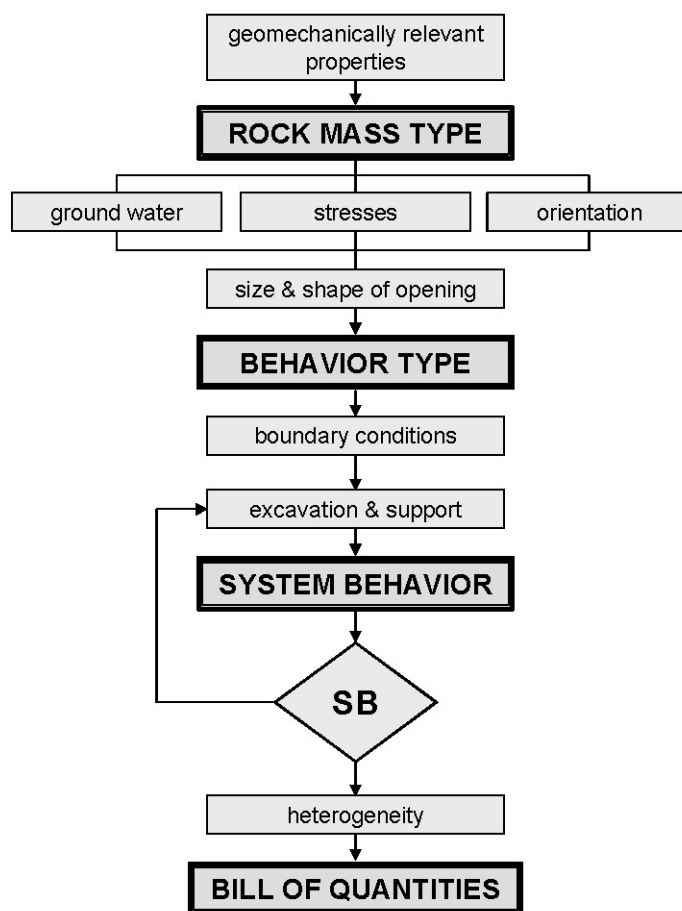 geomechanically relevant
properties
ROCK MASS TYPE
ground water
stresses
orientation
size & shape of opening
BEHAVIOR TYPE
boundary conditions
excavation & support
SYSTEM BEHAVIOR
SB
heterogeneity
BILL OF QUANTITIES